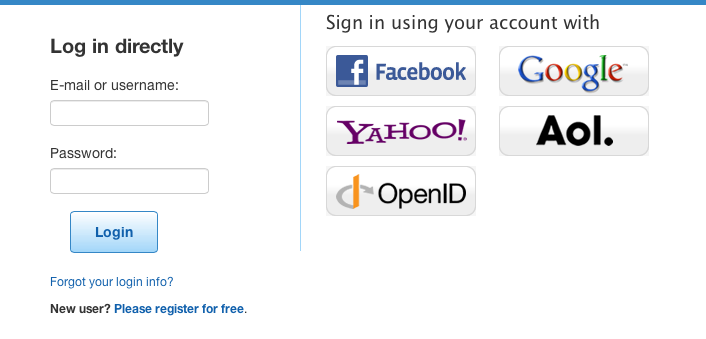 Log in directly
E-mail or username:
Password:
Login
Forgot your login info?
New user? Please register for free.
Sign in using your account with
Facebook
Google™
YAHOO!
Aol.
OpenID